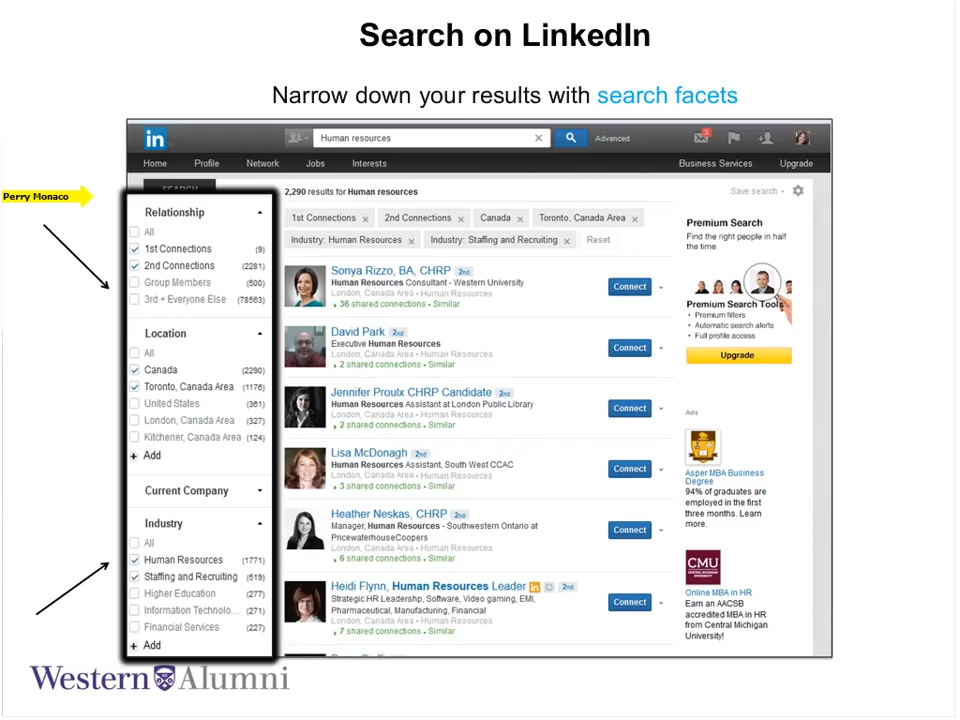 Search on LinkedIn
Narrow down your results with search facets
in
Human resources
Advanced
3
Home Profile Network Jobs Interests
Business Services Upgrade
Perry Monaco
SEARCH
Relationship
All
1st Connections (9)
2nd Connections (2281)
Group Members (500)
3rd + Everyone Else (78563)
Location
All
Canada (2290)
Toronto, Canada Area (1176)
United States (361)
London, Canada Area (327)
Kitchener, Canada Area (124)
+ Add
Current Company
Industry
All
Human Resources (1771)
Staffing and Recruiting (519)
Higher Education (277)
Information Technolo... (271)
Financial Services (227)
+ Add
2,290 results for Human resources
Save search
1st Connections × 2nd Connections × Canada × Toronto, Canada Area ×
Industry: Human Resources × Industry: Staffing and Recruiting × Reset
Sonya Rizzo, BA, CHRP 2nd
Human Resources Consultant - Western University
London, Canada Area • Human Resources
36 shared connections • Similar
Connect
David Park 2nd
Executive Human Resources
London, Canada Area • Human Resources
2 shared connections • Similar
Connect
Jennifer Proulx CHRP Candidate 2nd
Human Resources Assistant at London Public Library
London, Canada Area • Human Resources
2 shared connections • Similar
Connect
Lisa McDonagh 2nd
Human Resources Assistant, South West CCAC
London, Canada Area • Human Resources
3 shared connections • Similar
Connect
Heather Neskas, CHRP 2nd
Manager, Human Resources - Southwestern Ontario at
PricewaterhouseCoopers
London, Canada Area • Human Resources
6 shared connections • Similar
Connect
Heidi Flynn, Human Resources Leader in 2nd
Strategic HR Leadership, Software, Video gaming, EMI,
Pharmaceutical, Manufacturing, Financial
London, Canada Area • Human Resources
7 shared connections • Similar
Connect
Premium Search
Find the right people in half
the time
Premium Search Tools
• Premium filters
• Automatic search alerts
• Full profile access
Upgrade
Ads
Asper MBA Business
Degree
94% of graduates are
employed in the first
three months. Learn
more.
CMU
Online MBA in HR
Earn an AACSB
accredited MBA in HR
from Central Michigan
University!
Western Alumni